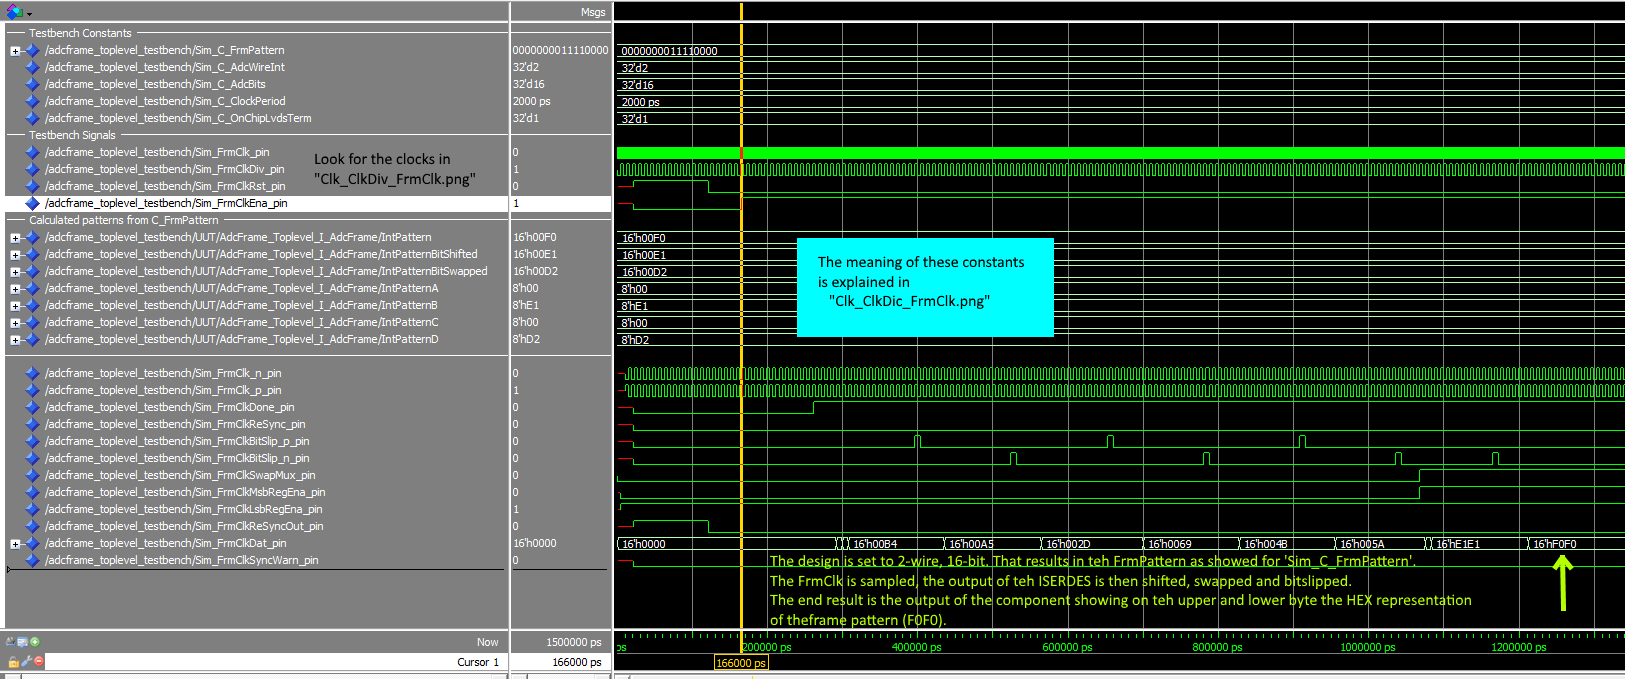 Msgs
Testbench Constants
/adcframe_toplevel_testbench/Sim_C_FrmPattern 0000000011110000 0000000011110000
/adcframe_toplevel_testbench/Sim_C_AdcWireInt 32'd2 32'd2
/adcframe_toplevel_testbench/Sim_C_AdcBits 32'd16 32'd16
/adcframe_toplevel_testbench/Sim_C_ClockPeriod 2000 ps 2000 ps
/adcframe_toplevel_testbench/Sim_C_OnChipLvdsTerm 32'd1 32'd1
Testbench Signals
/adcframe_toplevel_testbench/Sim_FrmClk_pin 0
/adcframe_toplevel_testbench/Sim_FrmClkDiv_pin 1
/adcframe_toplevel_testbench/Sim_FrmClkRst_pin 0
/adcframe_toplevel_testbench/Sim_FrmClkEna_pin 1
Look for the clocks in
"Clk_ClkDiv_FrmClk.png"
Calculated patterns from C_FrmPattern
/adcframe_toplevel_testbench/UUT/AdcFrame_Toplevel_I_AdcFrame/IntPattern 16'h00F0 16'h00F0
/adcframe_toplevel_testbench/UUT/AdcFrame_Toplevel_I_AdcFrame/IntPatternBitShifted 16'h00E1 16'h00E1
/adcframe_toplevel_testbench/UUT/AdcFrame_Toplevel_I_AdcFrame/IntPatternBitSwapped 16'h00D2 16'h00D2
/adcframe_toplevel_testbench/UUT/AdcFrame_Toplevel_I_AdcFrame/IntPatternA 8'h00 8'h00
/adcframe_toplevel_testbench/UUT/AdcFrame_Toplevel_I_AdcFrame/IntPatternB 8'hE1 8'hE1
/adcframe_toplevel_testbench/UUT/AdcFrame_Toplevel_I_AdcFrame/IntPatternC 8'h00 8'h00
/adcframe_toplevel_testbench/UUT/AdcFrame_Toplevel_I_AdcFrame/IntPatternD 8'hD2 8'hD2
The meaning of these constants
is explained in
"Clk_ClkDic_FrmClk.png"
/adcframe_toplevel_testbench/Sim_FrmClk_n_pin 0
/adcframe_toplevel_testbench/Sim_FrmClk_p_pin 1
/adcframe_toplevel_testbench/Sim_FrmClkDone_pin 0
/adcframe_toplevel_testbench/Sim_FrmClkReSync_pin 0
/adcframe_toplevel_testbench/Sim_FrmClkBitSlip_p_pin 0
/adcframe_toplevel_testbench/Sim_FrmClkBitSlip_n_pin 0
/adcframe_toplevel_testbench/Sim_FrmClkSwapMux_pin 0
/adcframe_toplevel_testbench/Sim_FrmClkMsbRegEna_pin 0
/adcframe_toplevel_testbench/Sim_FrmClkLsbRegEna_pin 1
/adcframe_toplevel_testbench/Sim_FrmClkReSyncOut_pin 0
/adcframe_toplevel_testbench/Sim_FrmClkDat_pin 16'h0000 16'h0000 16'h00B4 16'h00A5 16'h002D 16'h0069 16'h004B 16'h005A 16'hE1E1 16'hF0F0
/adcframe_toplevel_testbench/Sim_FrmClkSyncWarn_pin 0
The design is set to 2-wire, 16-bit. That results in teh FrmPattern as showed for 'Sim_C_FrmPattern'.
The FrmClk is sampled, the output of teh ISERDES is then shifted, swapped and bitslipped.
The end result is the output of the component showing on teh upper and lower byte the HEX representation
of theframe pattern (F0F0).
Now 1500000 ps ps 200000 ps 400000 ps 600000 ps 800000 ps 1000000 ps 1200000 ps
Cursor 1 166000 ps 166000 ps